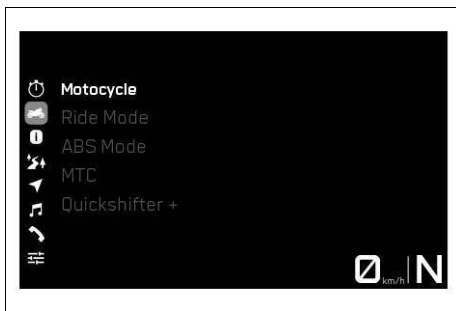 Motocycle
Ride Mode
ABS Mode
MTC
Quickshifter +
0 km/h N